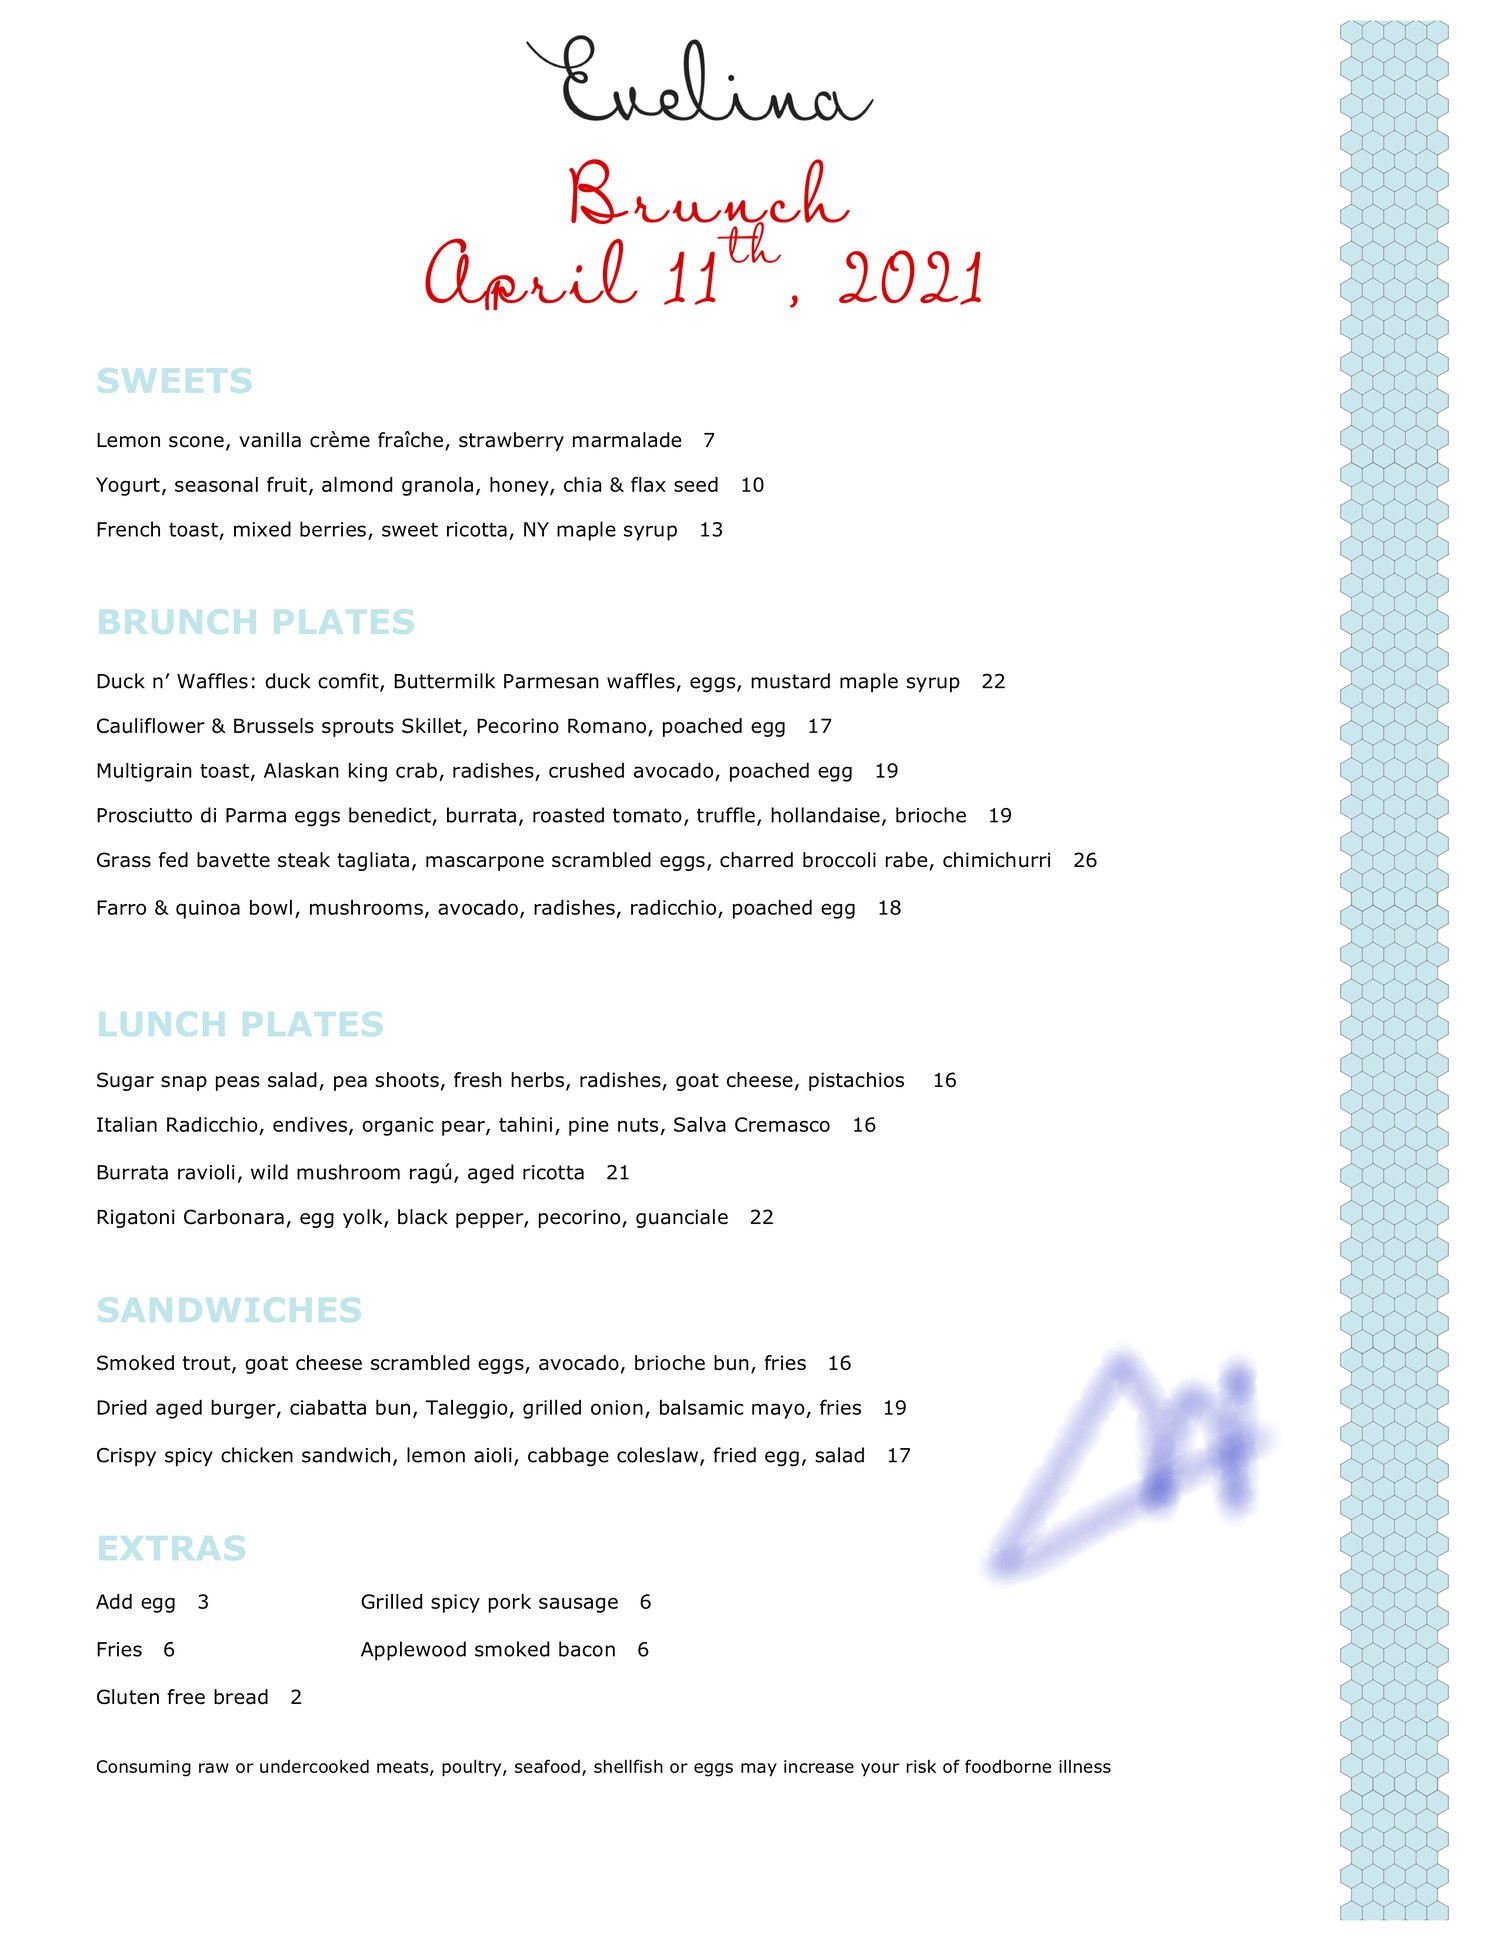 Evelina
Brunch
April 11th, 2021
SWEETS
Lemon scone, vanilla crème fraîche, strawberry marmalade 7
Yogurt, seasonal fruit, almond granola, honey, chia & flax seed 10
French toast, mixed berries, sweet ricotta, NY maple syrup 13
BRUNCH PLATES
Duck n’ Waffles: duck comfit, Buttermilk Parmesan waffles, eggs, mustard maple syrup 22
Cauliflower & Brussels sprouts Skillet, Pecorino Romano, poached egg 17
Multigrain toast, Alaskan king crab, radishes, crushed avocado, poached egg 19
Prosciutto di Parma eggs benedict, burrata, roasted tomato, truffle, hollandaise, brioche 19
Grass fed bavette steak tagliata, mascarpone scrambled eggs, charred broccoli rabe, chimichurri 26
Farro & quinoa bowl, mushrooms, avocado, radishes, radicchio, poached egg 18
LUNCH PLATES
Sugar snap peas salad, pea shoots, fresh herbs, radishes, goat cheese, pistachios 16
Italian Radicchio, endives, organic pear, tahini, pine nuts, Salva Cremasco 16
Burrata ravioli, wild mushroom ragú, aged ricotta 21
Rigatoni Carbonara, egg yolk, black pepper, pecorino, guanciale 22
SANDWICHES
Smoked trout, goat cheese scrambled eggs, avocado, brioche bun, fries 16
Dried aged burger, ciabatta bun, Taleggio, grilled onion, balsamic mayo, fries 19
Crispy spicy chicken sandwich, lemon aioli, cabbage coleslaw, fried egg, salad 17
EXTRAS
Add egg 3 Grilled spicy pork sausage 6
Fries 6 Applewood smoked bacon 6
Gluten free bread 2
Consuming raw or undercooked meats, poultry, seafood, shellfish or eggs may increase your risk of foodborne illness